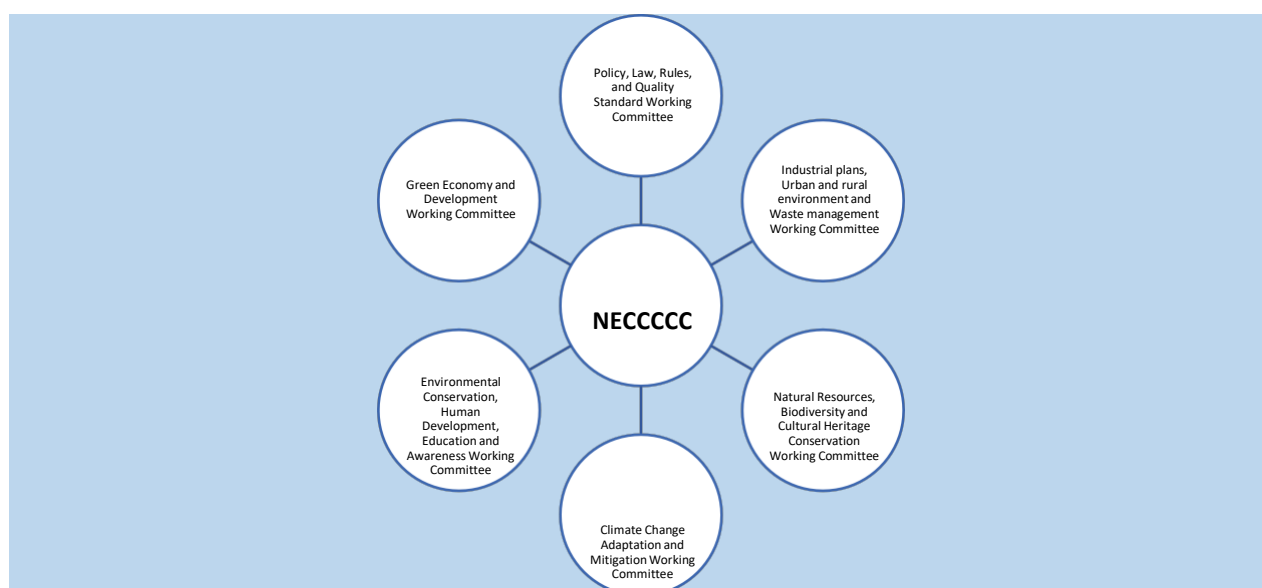 Policy, Law, Rules,
and Quality
Standard Working
Committee
Industrial plans,
Urban and rural
environment and
Waste management
Working Committee
Green Economy and
Development
Working Committee
NECCCCC
Environmental
Conservation,
Human
Development,
Education and
Awareness Working
Committee
Natural Resources,
Biodiversity and
Cultural Heritage
Conservation
Working Committee
Climate Change
Adaptation and
Mitigation Working
Committee